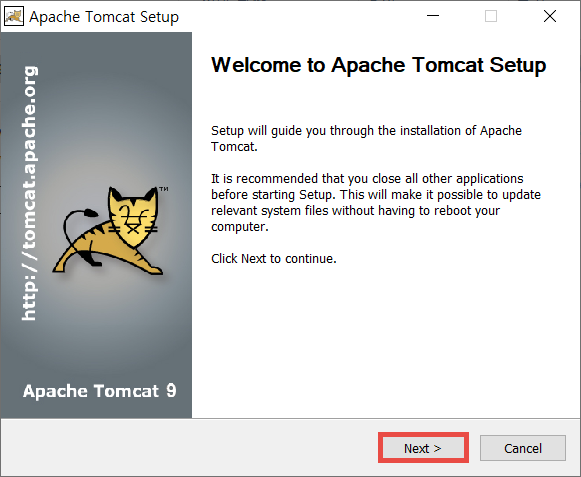 Apache Tomcat Setup
http://tomcat.apache.org
TM
Apache Tomcat 9
Welcome to Apache Tomcat Setup
Setup will guide you through the installation of Apache
Tomcat.
It is recommended that you close all other applications
before starting Setup. This will make it possible to update
relevant system files without having to reboot your
computer.
Click Next to continue.
Next >
Cancel